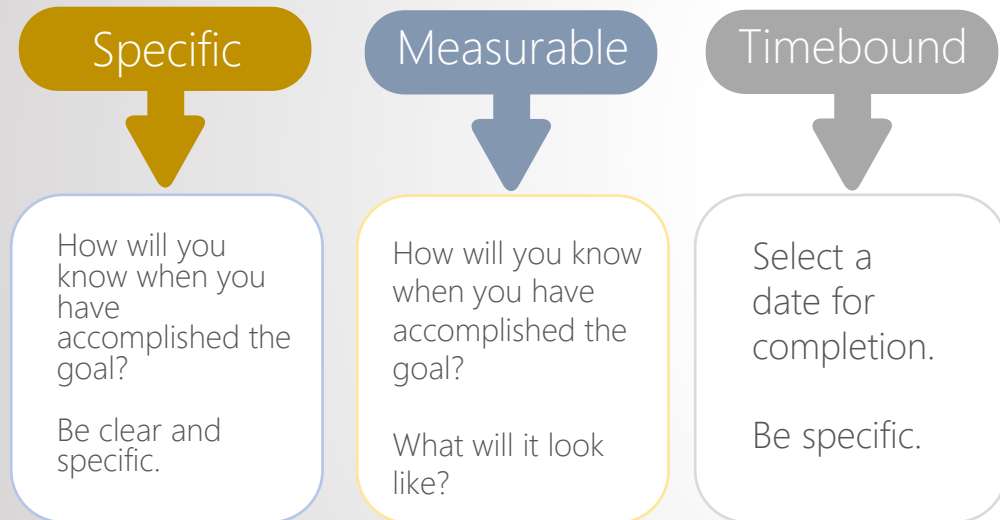 Specific
Measurable
Timebound
How will you
know when you
have
accomplished the
goal?
Be clear and
specific.
How will you know
when you have
accomplished the
goal?
What will it look
like?
Select a
date for
completion.
Be specific.